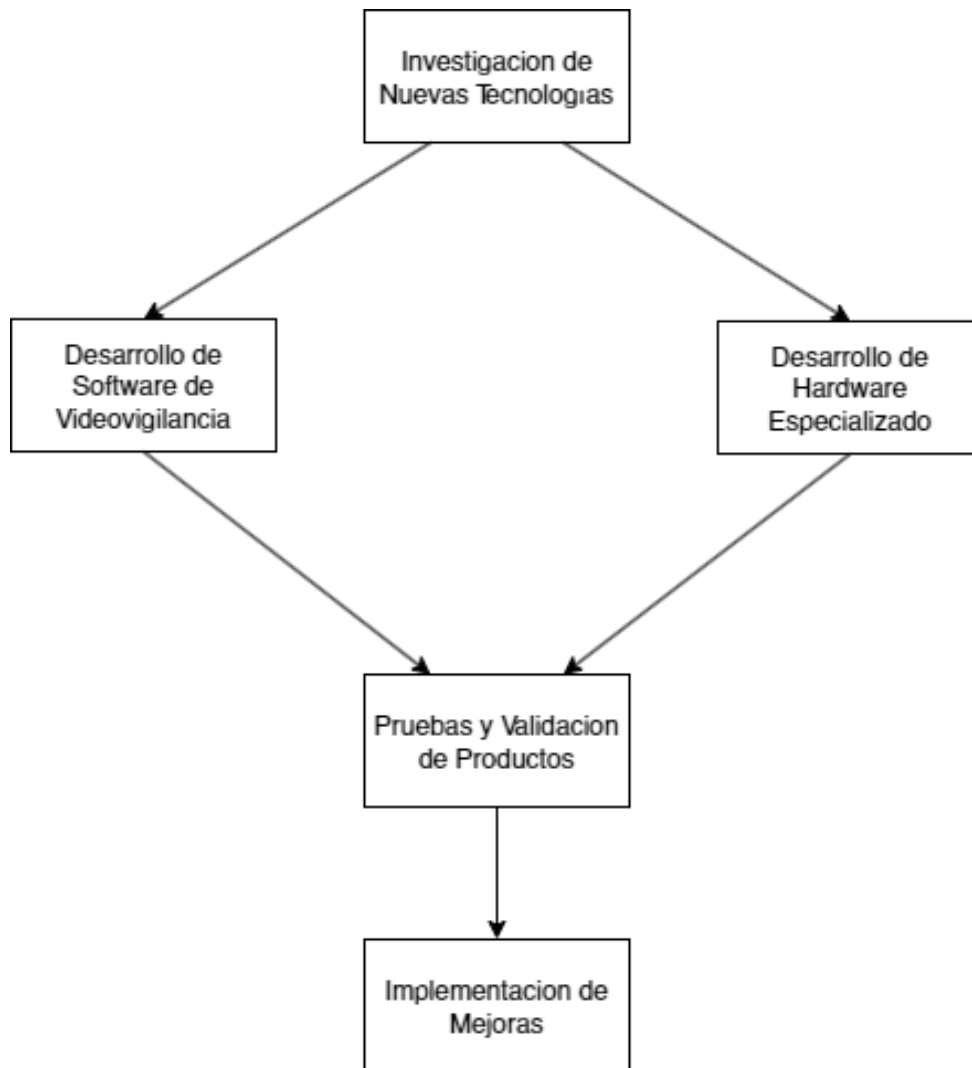 Investigacion de
Nuevas Tecnologıas
Desarrollo de
Software de
Videovigilancia
Desarrollo de
Hardware
Especializado
Pruebas y Validacion
de Productos
Implementacion de
Mejoras